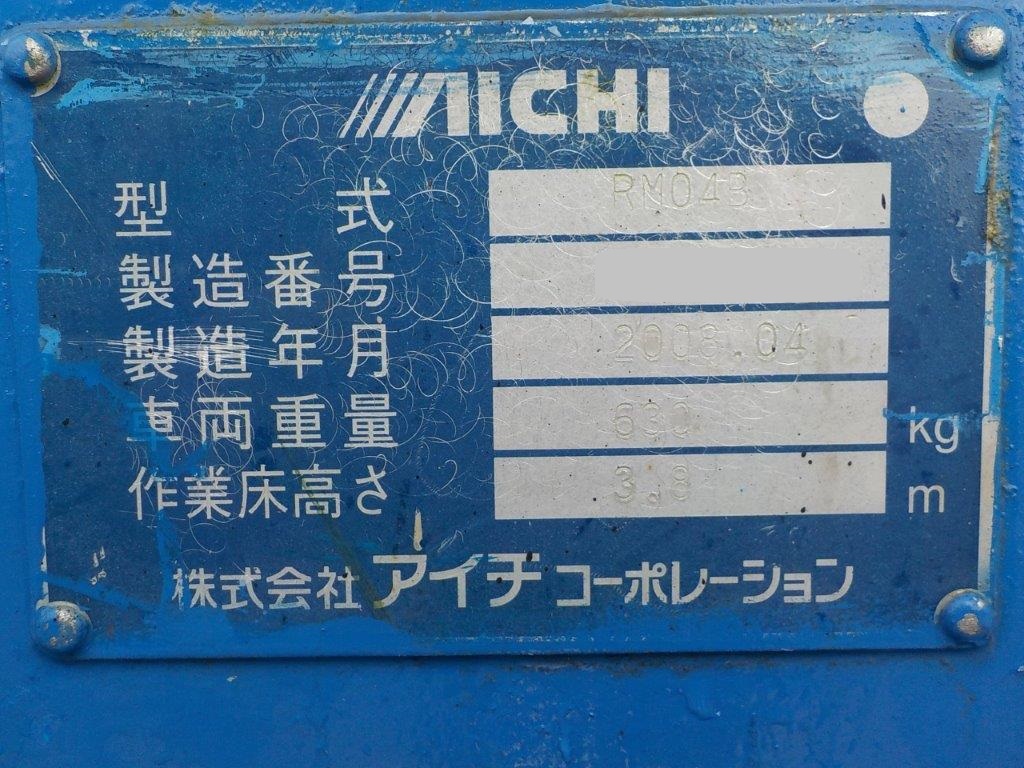 AICHI
型式 RM04B
製造番号
製造年月 2008.04
車両重量 630 kg
作業床高さ 3.8 m
株式会社アイチコーポレーション